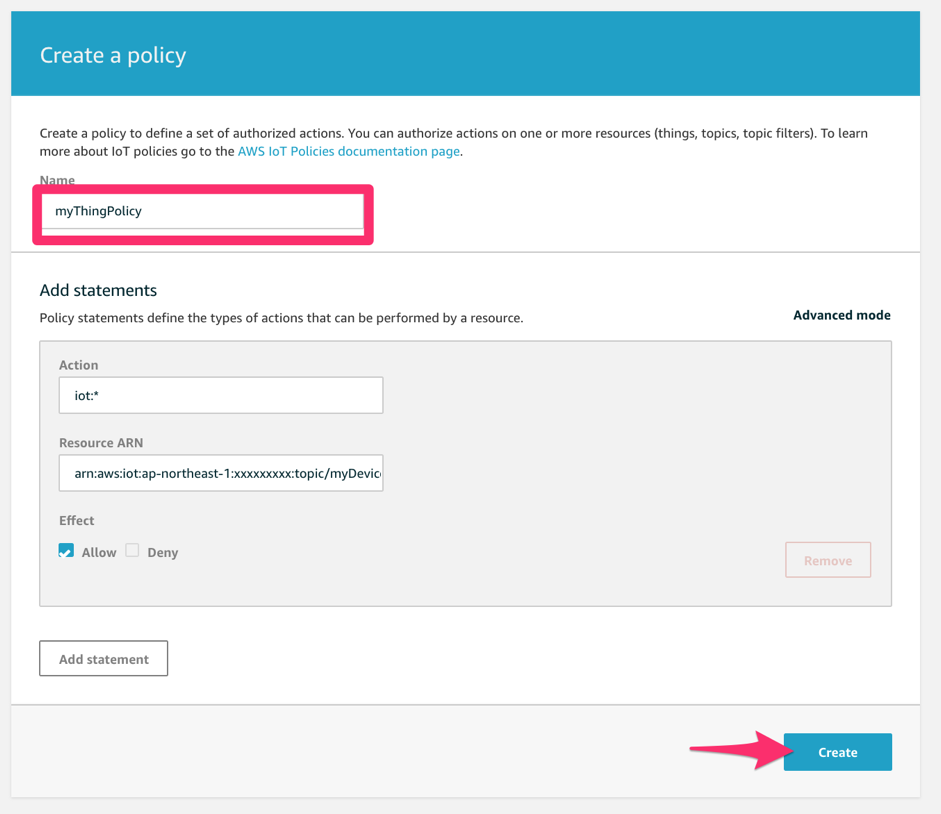 Create a policy
Create a policy to define a set of authorized actions. You can authorize actions on one or more resources (things, topics, topic filters). To learn
more about IoT policies go to the AWS IoT Policies documentation page.
Name
myThingPolicy
Add statements
Policy statements define the types of actions that can be performed by a resource.
Advanced mode
Action
iot:*
Resource ARN
arn:aws:iot:ap-northeast-1:xxxxxxxxx:topic/myDevic
Effect
Allow Deny
Remove
Add statement
Create